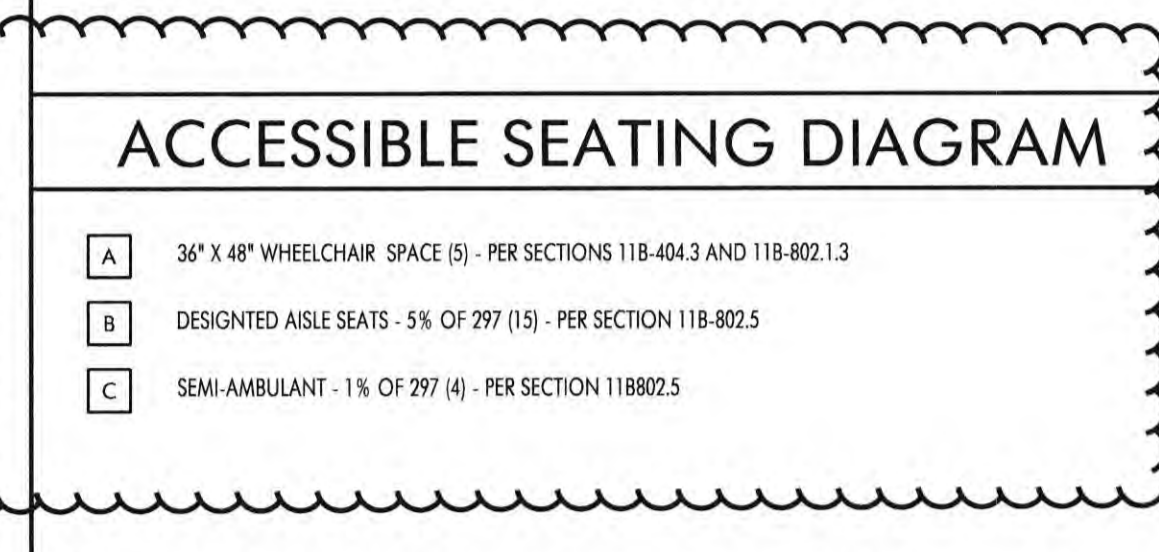 ACCESSIBLE SEATING DIAGRAM
A 36" X 48" WHEELCHAIR SPACE (5) - PER SECTIONS 11B-404.3 AND 11B-802.1.3
B DESIGNTED AISLE SEATS - 5% OF 297 (15) - PER SECTION 11B-802.5
C SEMI-AMBULANT - 1% OF 297 (4) - PER SECTION 11B802.5